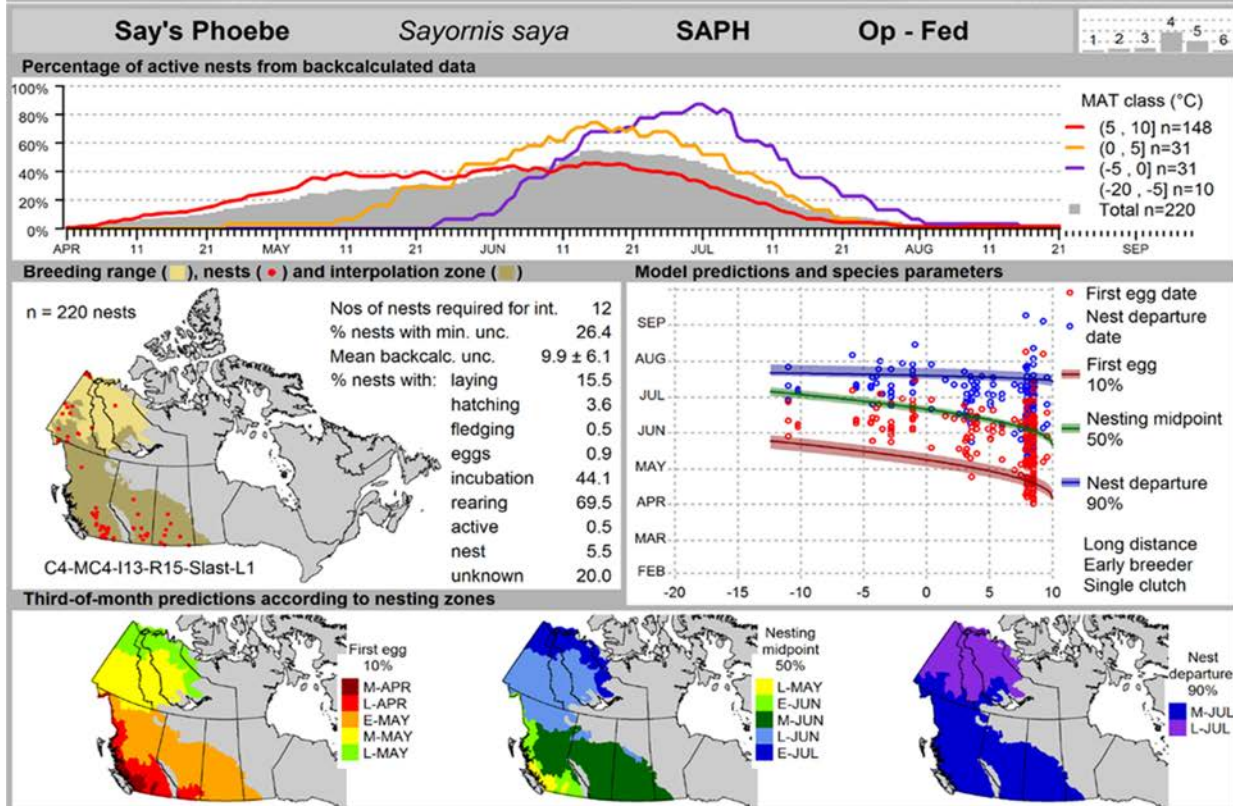 Say's Phoebe Sayornis saya SAPH Op - Fed
1 2 3 4 5 6
Percentage of active nests from backcalculated data
100%
80%
60%
40%
20%
0%
APR 11 21 MAY 11 21 JUN 11 21 JUL 11 21 AUG 11 21 SEP
MAT class (°C)
(5 , 10] n=148
(0 , 5] n=31
(-5 , 0] n=31
(-20 , -5] n=10
Total n=220
Breeding range ( ), nests ( ) and interpolation zone ( )
n = 220 nests
Nos of nests required for int. 12
% nests with min. unc. 26.4
Mean backcalc. unc. 9.9 ± 6.1
% nests with: laying 15.5
hatching 3.6
fledging 0.5
eggs 0.9
incubation 44.1
rearing 69.5
active 0.5
nest 5.5
unknown 20.0
C4-MC4-I13-R15-Slast-L1
Model predictions and species parameters
SEP
AUG
JUL
JUN
MAY
APR
MAR
FEB
-20 -15 -10 -5 0 5 10
First egg date
Nest departure
date
First egg
10%
Nesting midpoint
50%
Nest departure
90%
Long distance
Early breeder
Single clutch
Third-of-month predictions according to nesting zones
First egg
10%
M-APR
L-APR
E-MAY
M-MAY
L-MAY
Nesting
midpoint
50%
L-MAY
E-JUN
M-JUN
L-JUN
E-JUL
Nest
departure
90%
M-JUL
L-JUL